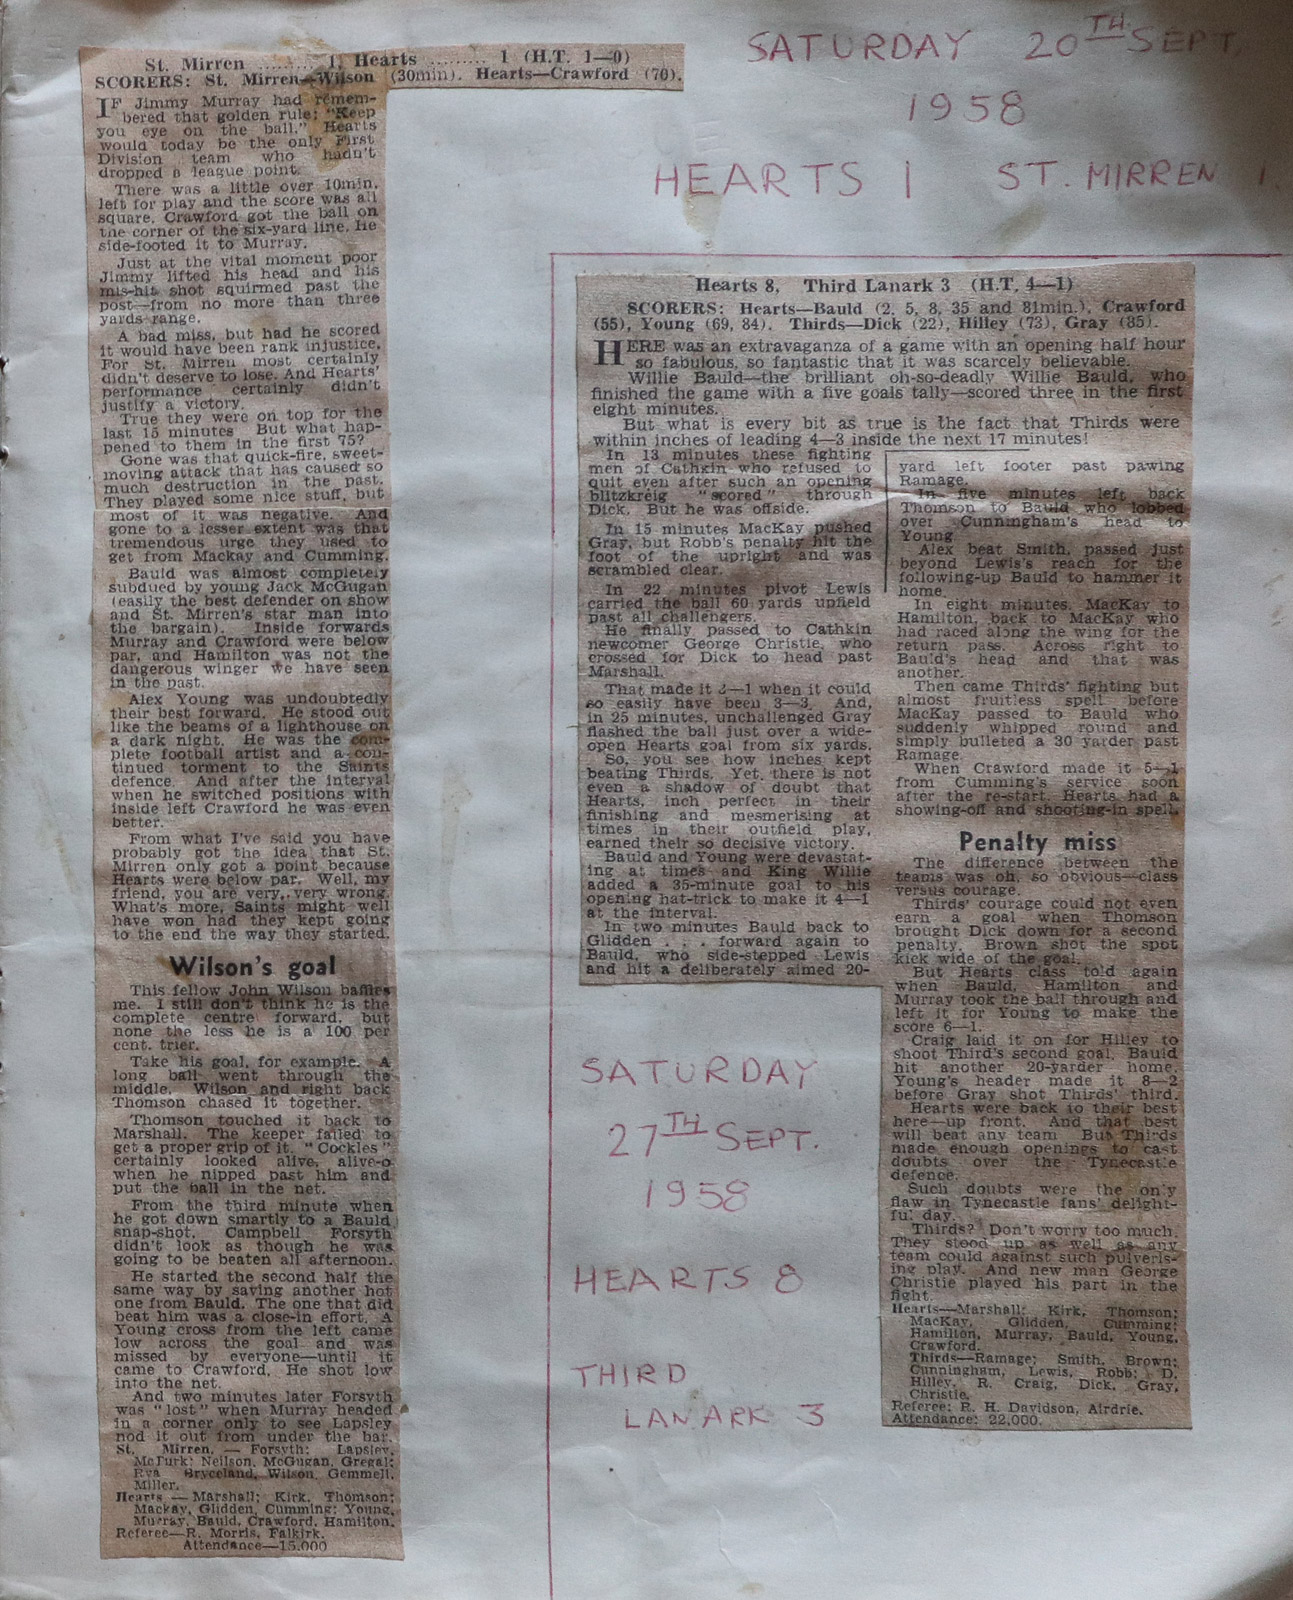 SATURDAY 20TH SEPT.
1958
HEARTS 1 ST. MIRREN 1.
St. Mirren ......... 1, Hearts ......... 1 (H.T. 1—0)
SCORERS: St. Mirren—Wilson (30min). Hearts—Crawford (70).
IF Jimmy Murray had remem-
bered that golden rule: "Keep
you eye on the ball." Hearts
would today be the only First
Division team who hadn't
dropped a league point.
There was a little over 10min.
left for play and the score was all
square. Crawford got the ball on
the corner of the six-yard line. He
side-footed it to Murray.
Just at the vital moment poor
Jimmy lifted his head and his
mis-hit shot squirmed past the
post—from no more than three
yards range.
A bad miss, but had he scored
it would have been rank injustice.
For St. Mirren most certainly
didn't deserve to lose. And Hearts'
performance certainly didn't
justify a victory.
True they were on top for the
last 15 minutes But what hap-
pened to them in the first 75?
Gone was that quick-fire, sweet-
moving attack that has caused so
much destruction in the past.
They played some nice stuff, but
most of it was negative. And
gone to a lesser extent was that
tremendous urge they used to
get from Mackay and Cumming.
Bauld was almost completely
subdued by young Jack McGugan
(easily the best defender on show
and St. Mirren's star man into
the bargain). Inside forwards
Murray and Crawford were below
par, and Hamilton was not the
dangerous winger we have seen
in the past.
Alex Young was undoubtedly
their best forward. He stood out
like the beams of a lighthouse on
a dark night. He was the com-
plete football artist and a con-
tinued torment to the Saints
defence. And after the interval
when he switched positions with
inside left Crawford he was even
better.
From what I've said you have
probably got the idea that St.
Mirren only got a point because
Hearts were below par. Well, my
friend, you are very, very wrong.
What's more, Saints might well
have won had they kept going
to the end the way they started.
Wilson's goal
This fellow John Wilson baffles
me. I still don't think he is the
complete centre forward, but
none the less he is a 100 per
cent. trier.
Take his goal, for example. A
long ball went through the
middle. Wilson and right back
Thomson chased it together.
Thomson touched it back to
Marshall. The keeper failed to
get a proper grip of it. "Cockles"
certainly looked alive, alive-o
when he nipped past him and
put the ball in the net.
From the third minute when
he got down smartly to a Bauld
snap-shot, Campbell Forsyth
didn't look as though he was
going to be beaten all afternoon.
He started the second half the
same way by saving another hot
one from Bauld. The one that did
beat him was a close-in effort. A
Young cross from the left came
low across the goal and was
missed by everyone—until it
came to Crawford. He shot low
into the net.
And two minutes later Forsyth
was "lost" when Murray headed
in a corner only to see Lapsley
nod it out from under the bar.
St. Mirren. — Forsyth; Lapsley,
McTurk; Neilson, McGugan, Gregal;
Rya Bryceland, Wilson, Gemmell,
Miller.
Hearts — Marshall; Kirk, Thomson;
Mackay, Glidden, Cumming; Young,
Murray, Bauld, Crawford, Hamilton.
Referee—R. Morris, Falkirk.
Attendance—15,000
Hearts 8, Third Lanark 3 (H.T. 4—1)
SCORERS: Hearts—Bauld (2, 5, 8, 35 and 81min.), Crawford
(55), Young (69, 84). Thirds—Dick (22), Hilley (73), Gray (85).
HERE was an extravaganza of a game with an opening half hour
so fabulous, so fantastic that it was scarcely believable.
Willie Bauld—the brilliant oh-so-deadly Willie Bauld, who
finished the game with a five goals tally—scored three in the first
eight minutes.
But what is every bit as true is the fact that Thirds were
within inches of leading 4—3 inside the next 17 minutes!
In 13 minutes these fighting
men of Cathkin who refused to
quit even after such an opening
blitzkreig "scored" through
Dick. But he was offside.
In 15 minutes MacKay pushed
Gray, but Robb's penalty hit the
foot of the upright and was
scrambled clear.
In 22 minutes pivot Lewis
carried the ball 60 yards upfield
past all challengers.
He finally passed to Cathkin
newcomer George Christie, who
crossed for Dick to head past
Marshall.
That made it 3—1 when it could
so easily have been 3—3. And,
in 25 minutes, unchallenged Gray
flashed the ball just over a wide-
open Hearts goal from six yards.
So, you see how inches kept
beating Thirds. Yet, there is not
even a shadow of doubt that
Hearts, inch perfect in their
finishing and mesmerising at
times in their outfield play,
earned their so decisive victory.
Bauld and Young were devastat-
ing at times and King Willie
added a 35-minute goal to his
opening hat-trick to make it 4—1
at the interval.
In two minutes Bauld back to
Glidden . . . forward again to
Bauld, who side-stepped Lewis
and hit a deliberately aimed 20-
yard left footer past pawing
Ramage.
In five minutes left back
Thomson to Bauld who lobbed
over Cunningham's head to
Young
Alex beat Smith, passed just
beyond Lewis's reach for the
following-up Bauld to hammer it
home.
In eight minutes. MacKay to
Hamilton, back to MacKay who
had raced along the wing for the
return pass. Across right to
Bauld's head and that was
another.
Then came Thirds' fighting but
almost fruitless spell before
MacKay passed to Bauld who
suddenly whipped round and
simply bulleted a 30 yarder past
Ramage.
When Crawford made it 5—1
from Cumming's service soon
after the re-start, Hearts had a
showing-off and shooting-in spell.
Penalty miss
The difference between the
teams was oh, so obvious—class
versus courage.
Thirds' courage could not even
earn a goal when Thomson
brought Dick down for a second
penalty. Brown shot the spot
kick wide of the goal.
But Hearts class told again
when Bauld, Hamilton and
Murray took the ball through and
left it for Young to make the
score 6—1.
Craig laid it on for Hilley to
shoot Third's second goal, Bauld
hit another 20-yarder home.
Young's header made it 8—2
before Gray shot Thirds' third.
Hearts were back to their best
here—up front. And that best
will beat any team But Thirds
made enough openings to cast
doubts over the Tynecastle
defence.
Such doubts were the only
flaw in Tynecastle fans' delight-
ful day.
Thirds? Don't worry too much.
They stood up as well as any
team could against such pulveris-
ing play. And new man George
Christie played his part in the
fight.
Hearts—Marshall; Kirk, Thomson;
MacKay, Glidden, Cumming;
Hamilton, Murray, Bauld, Young,
Crawford.
Thirds—Ramage; Smith, Brown;
Cunningham, Lewis, Robb; D.
Hilley, R. Craig, Dick, Gray,
Christie.
Referee: R. H. Davidson, Airdrie.
Attendance: 22,000.
SATURDAY
27TH SEPT.
1958
HEARTS 8
THIRD
LANARK 3